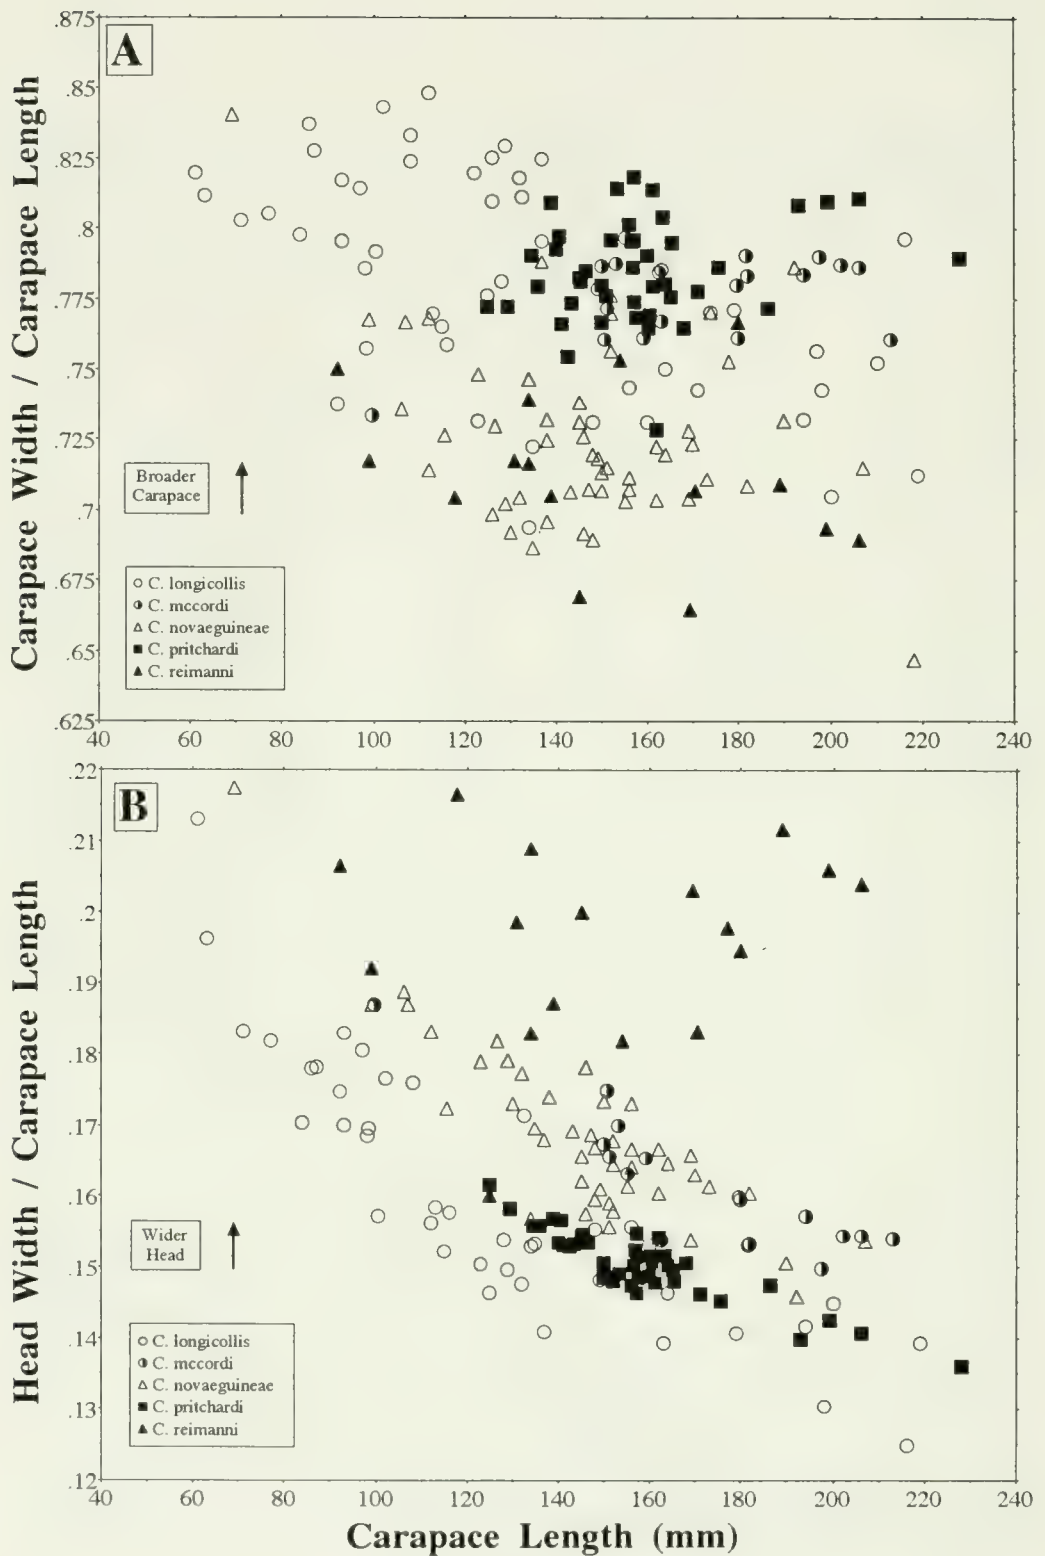 A
Carapace Width / Carapace Length
.875
.85
.825
.8
.775
.75
.725
.7
.675
.65
.625
Broader
Carapace
C. longicollis
C. mccordi
C. novaeguineae
C. pritchardi
C. reimanni
40 60 80 100 120 140 160 180 200 220 240
B
Head Width / Carapace Length
.22
.21
.2
.19
.18
.17
.16
.15
.14
.13
.12
Wider
Head
C. longicollis
C. mccordi
C. novaeguineae
C. pritchardi
C. reimanni
40 60 80 100 120 140 160 180 200 220 240
Carapace Length (mm)